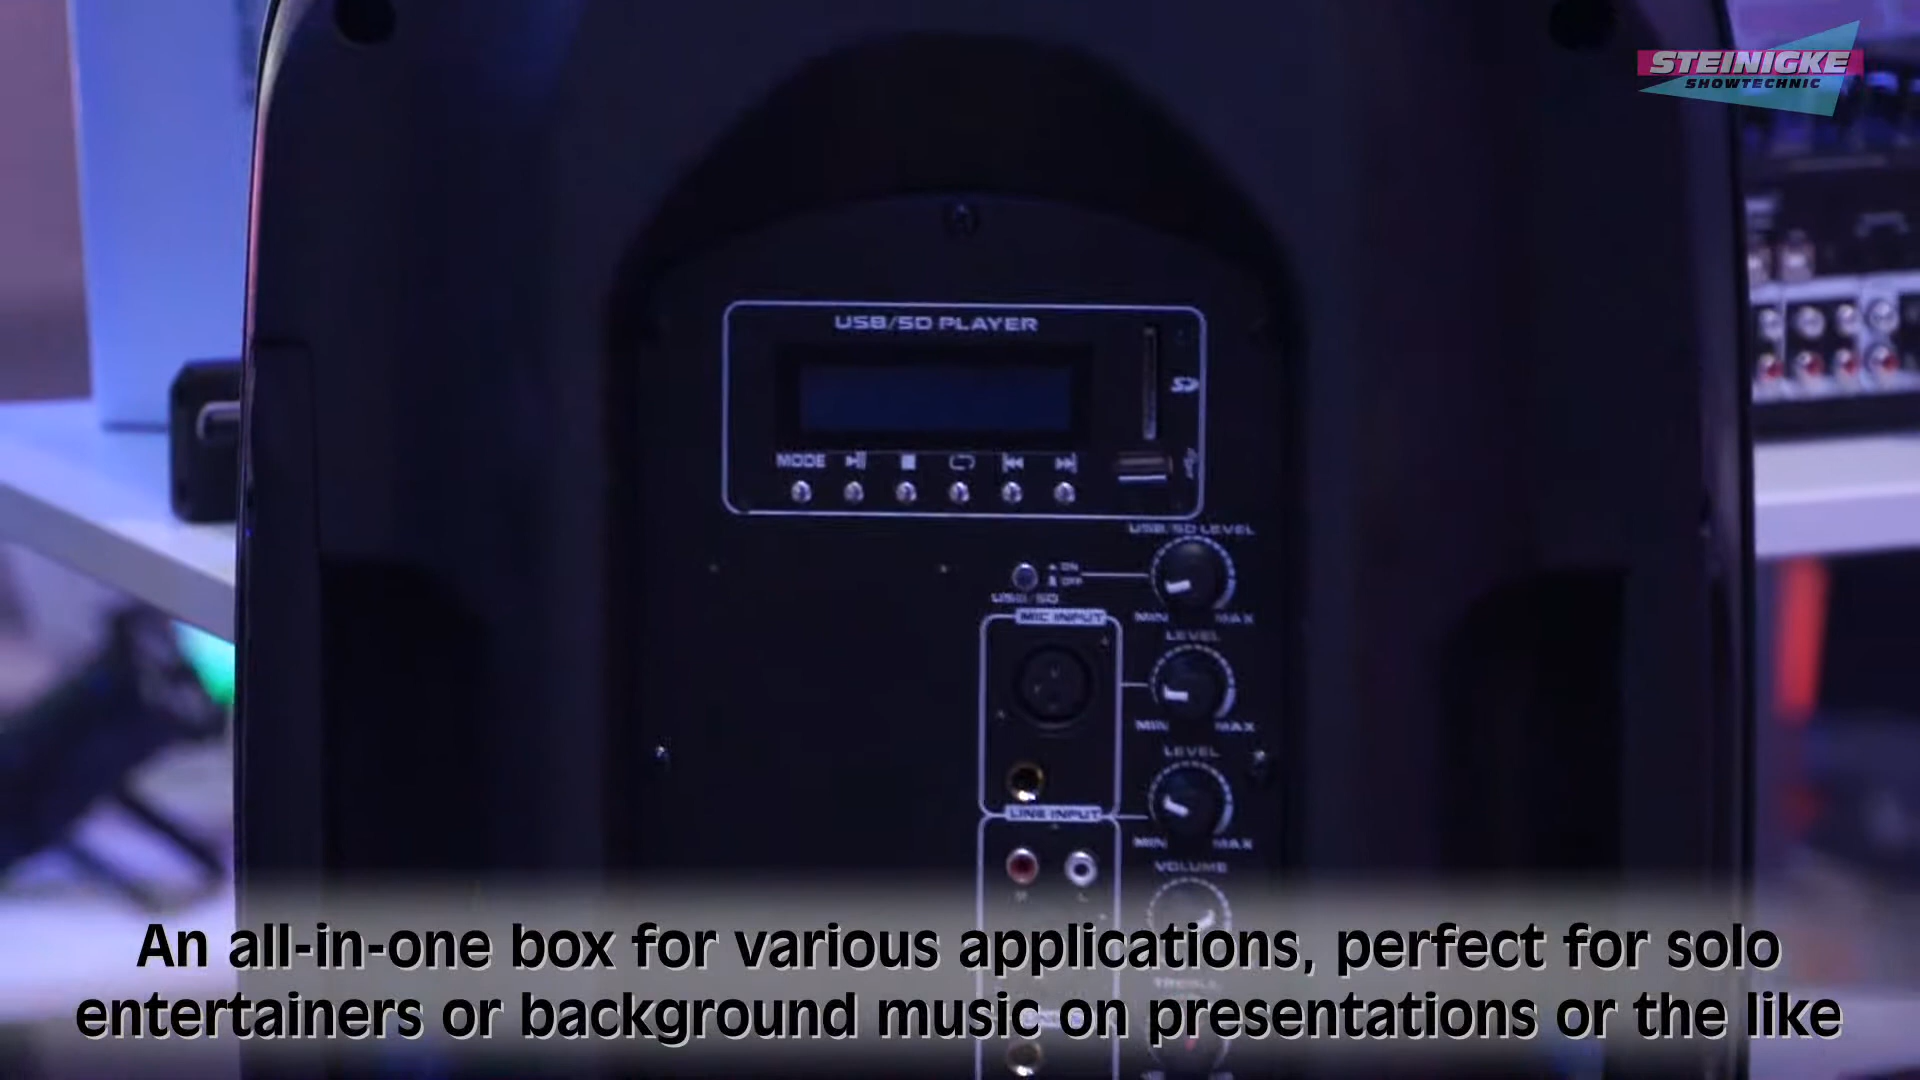 STEINIGKE
SHOWTECHNIC
USB/SD PLAYER
SD
MODE
USB/SD LEVEL
ON
OFF
USB/SD
MIN MAX
MIC INPUT
LEVEL
MIN MAX
LEVEL
LINE INPUT
MIN MAX
VOLUME
R L
TREBLE
An all-in-one box for various applications, perfect for solo
entertainers or background music on presentations or the like